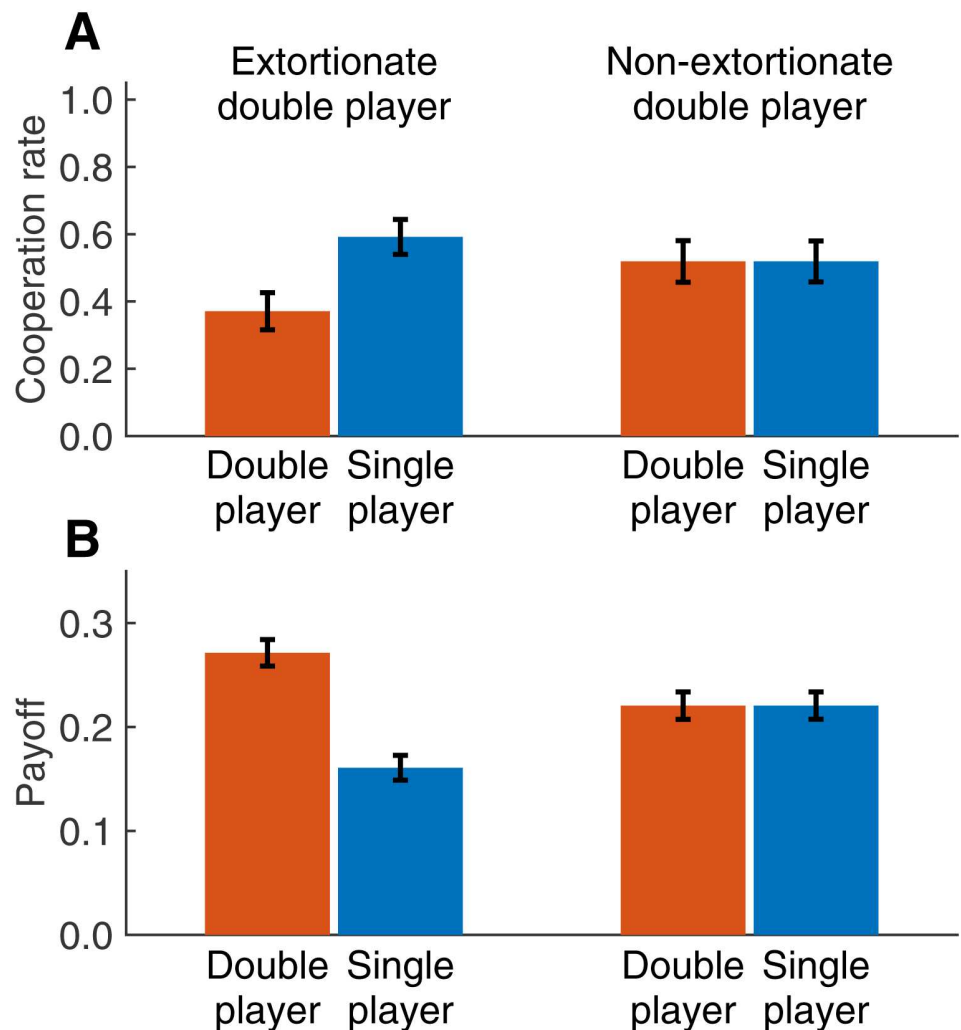 A
Extortionate
double player
Non-extortionate
double player
Cooperation rate
1.0
0.8
0.6
0.4
0.2
0.0
Double
player
Single
player
Double
player
Single
player
B
Payoff
0.3
0.2
0.1
0.0
Double
player
Single
player
Double
player
Single
player